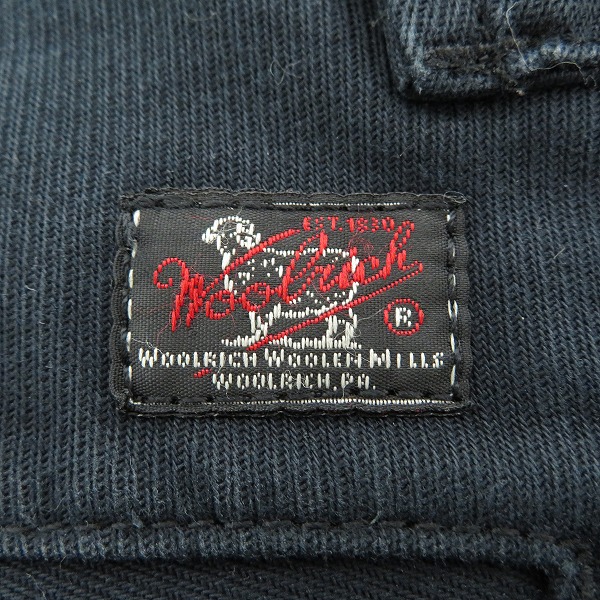 EST. 1830
Woolrich
®
WOOLRICH WOOLEN MILLS
WOOLRICH, PA.